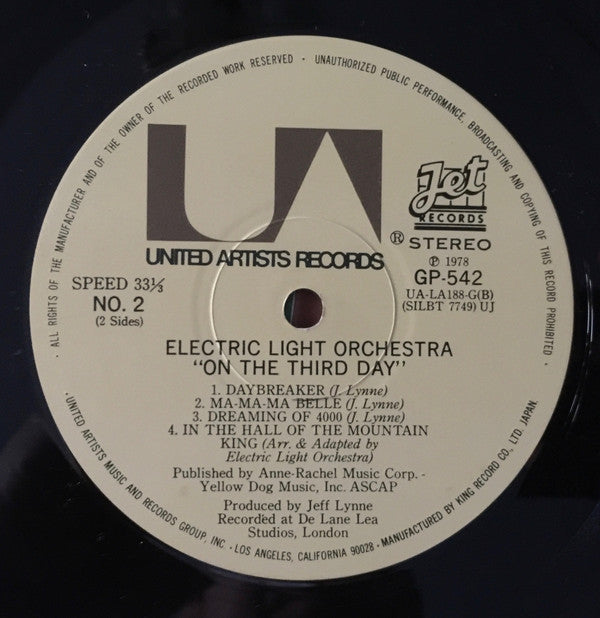 · ALL RIGHTS OF THE MANUFACTURER AND OF THE OWNER OF THE RECORDED WORK RESERVED · UNAUTHORIZED PUBLIC PERFORMANCE, BROADCASTING AND COPYING OF THIS RECORD PROHIBITED ·
UA
UNITED ARTISTS RECORDS
Jet
RECORDS
® STEREO
SPEED 33⅓
NO. 2
(2 Sides)
℗ 1978
GP-542
UA-LA188-G(B)
(SILBT 7749) UJ
ELECTRIC LIGHT ORCHESTRA
"ON THE THIRD DAY"
1. DAYBREAKER (J. Lynne)
2. MA-MA-MA BELLE (J. Lynne)
3. DREAMING OF 4000 (J. Lynne)
4. IN THE HALL OF THE MOUNTAIN
KING (Arr. & Adapted by
Electric Light Orchestra)
Published by Anne-Rachel Music Corp. -
Yellow Dog Music, Inc. ASCAP
Produced by Jeff Lynne
Recorded at De Lane Lea
Studios, London
· UNITED ARTISTS MUSIC AND RECORDS GROUP, INC · LOS ANGELES, CALIFORNIA 90028 · MANUFACTURED BY KING RECORD CO., LTD. JAPAN.